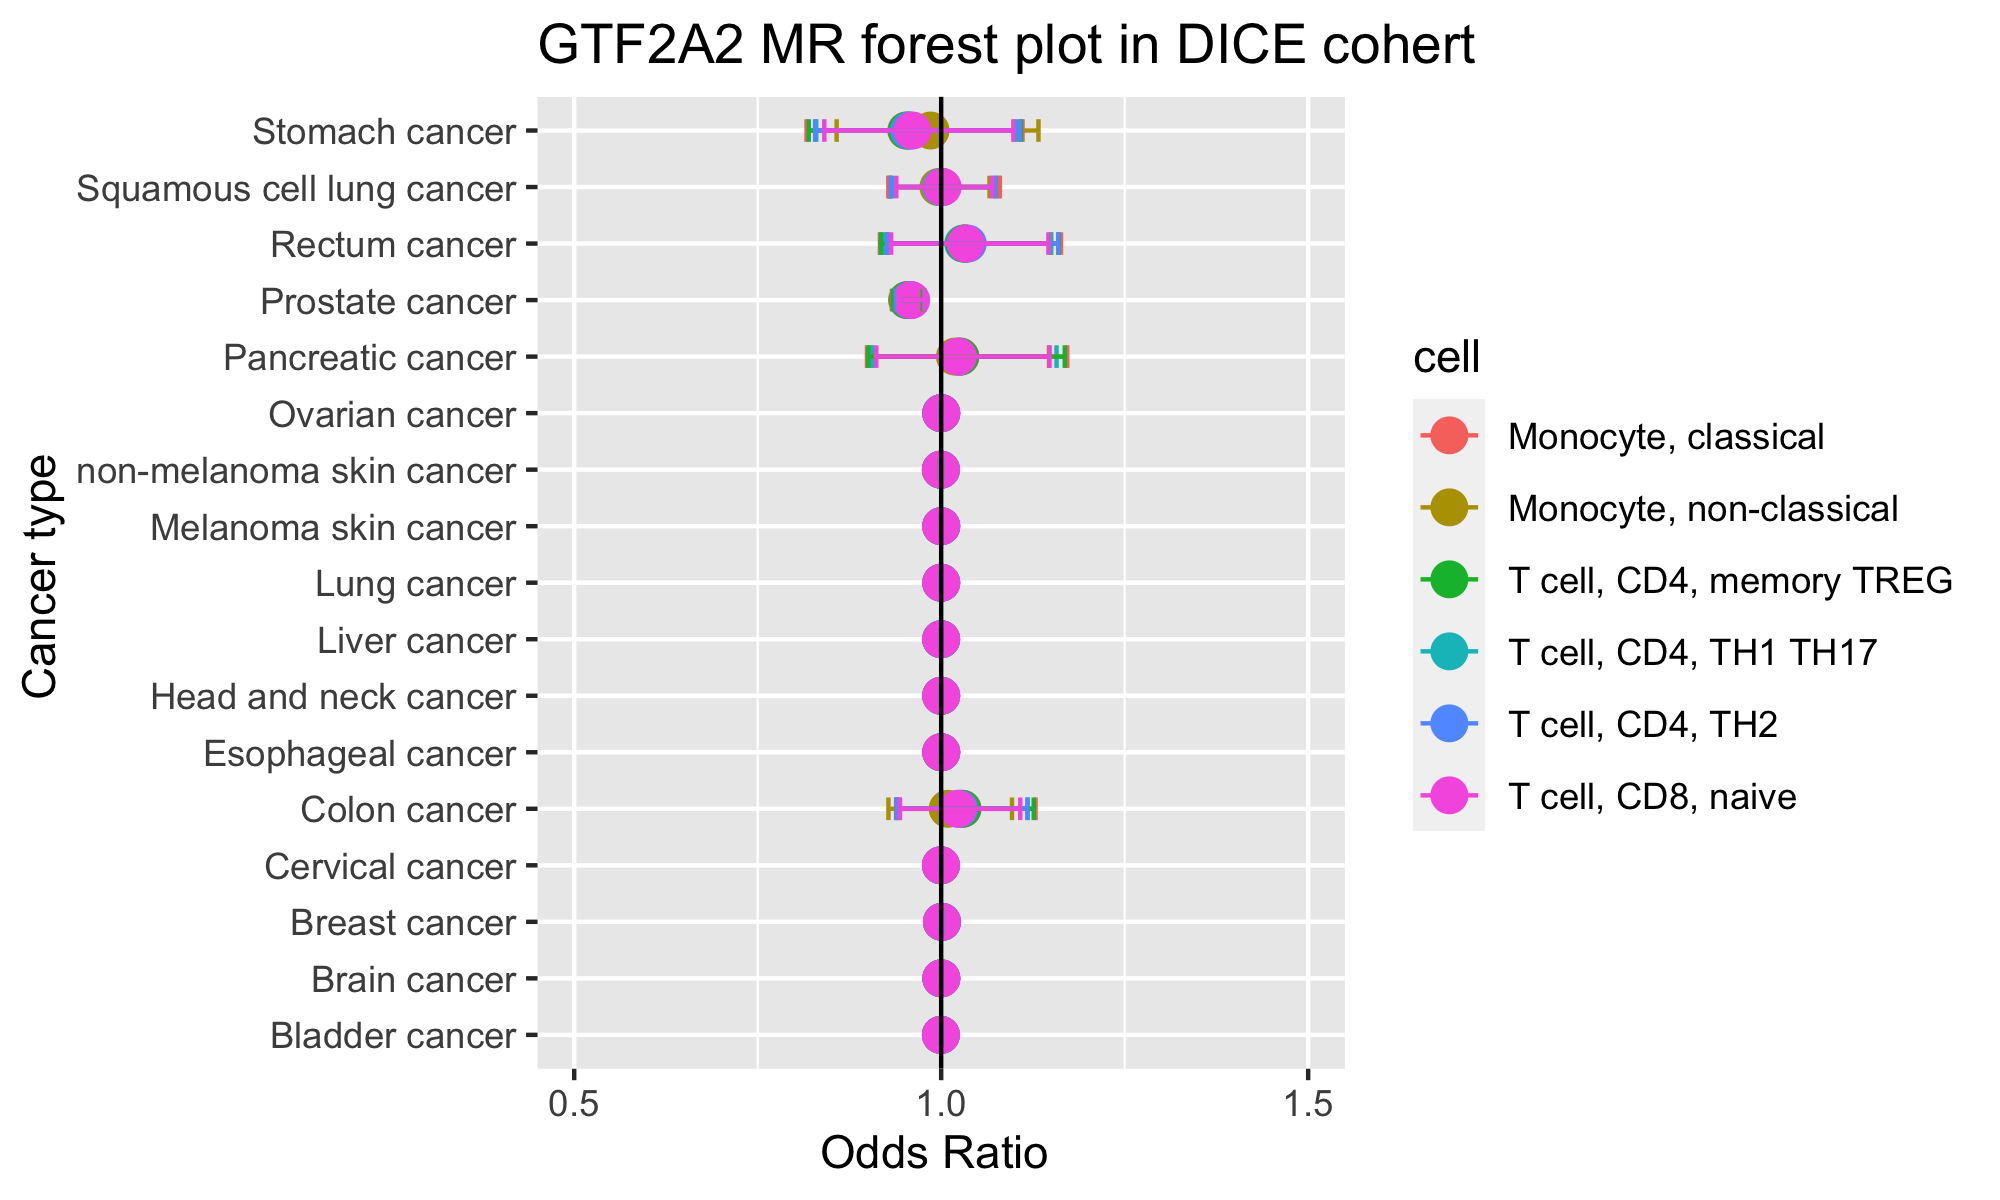 GTF2A2 MR forest plot in DICE cohert
Cancer type
Stomach cancer
Squamous cell lung cancer
Rectum cancer
Prostate cancer
Pancreatic cancer
Ovarian cancer
non-melanoma skin cancer
Melanoma skin cancer
Lung cancer
Liver cancer
Head and neck cancer
Esophageal cancer
Colon cancer
Cervical cancer
Breast cancer
Brain cancer
Bladder cancer
0.5
1.0
1.5
Odds Ratio
cell
Monocyte, classical
Monocyte, non-classical
T cell, CD4, memory TREG
T cell, CD4, TH1 TH17
T cell, CD4, TH2
T cell, CD8, naive